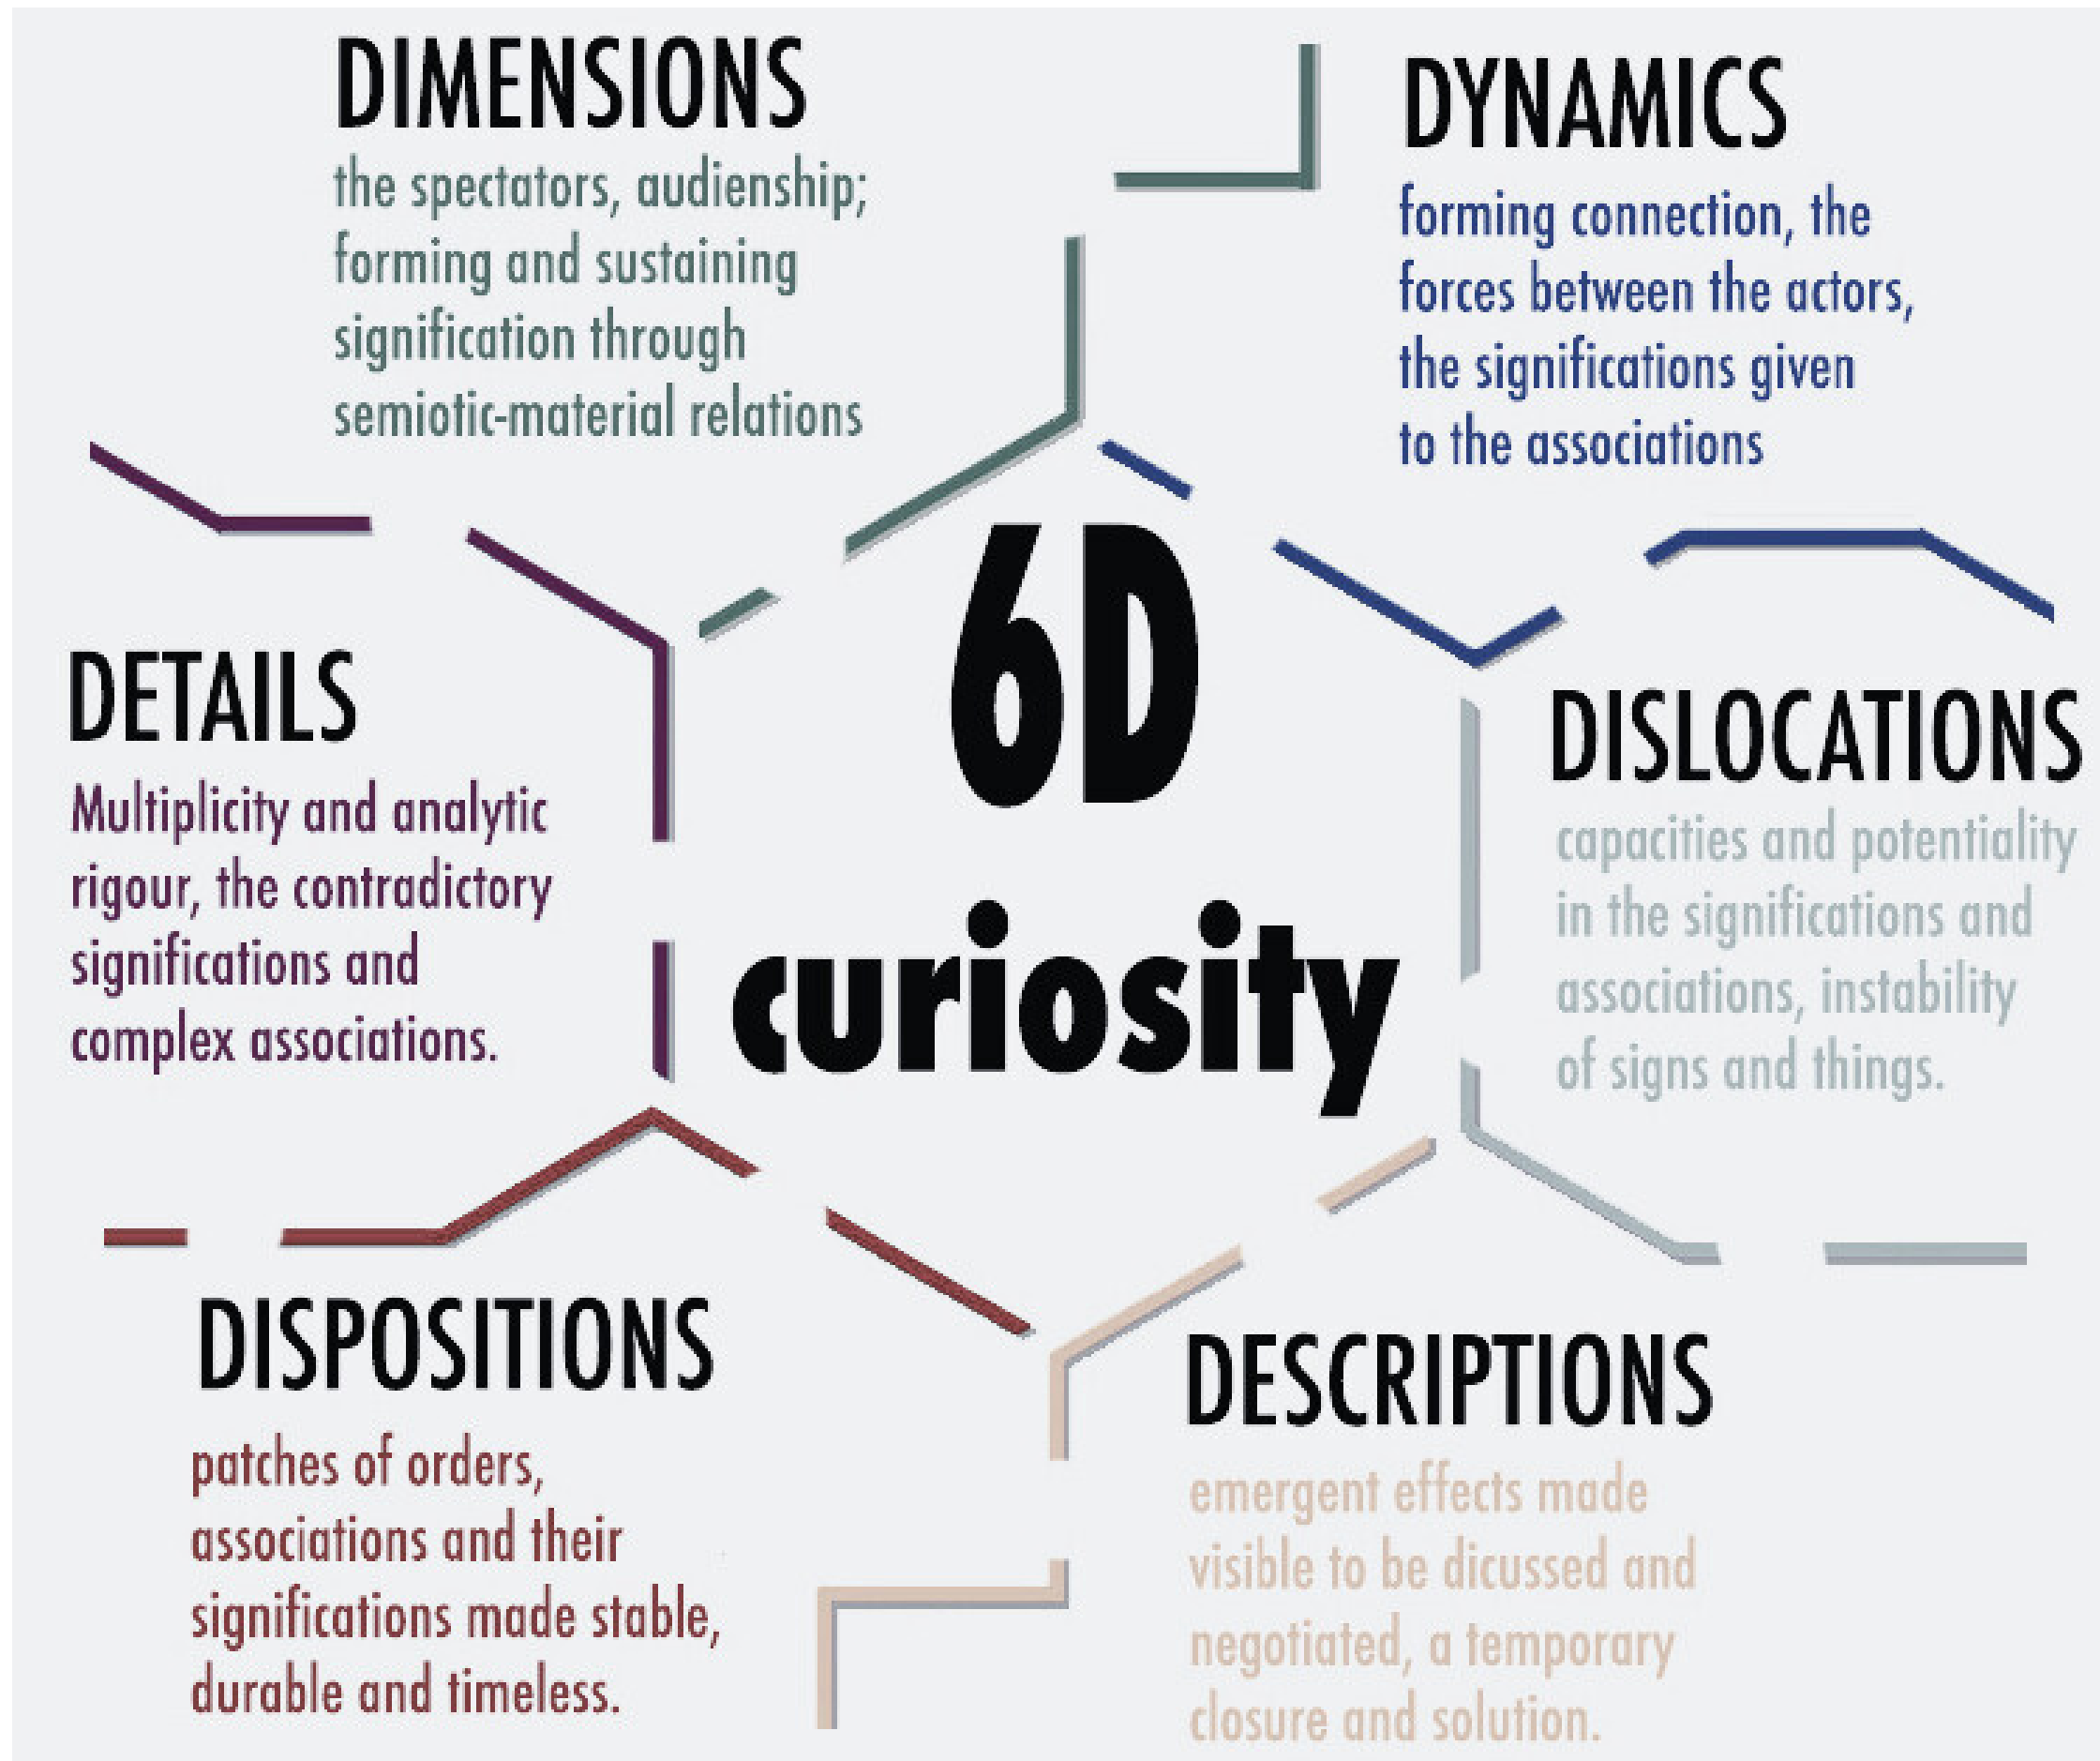 DIMENSIONS
the spectators, audienship;
forming and sustaining
signification through
semiotic-material relations
DYNAMICS
forming connection, the
forces between the actors,
the significations given
to the associations
6D
curiosity
DETAILS
Multiplicity and analytic
rigour, the contradictory
significations and
complex associations.
DISLOCATIONS
capacities and potentiality
in the significations and
associations, instability
of signs and things.
DISPOSITIONS
patches of orders,
associations and their
significations made stable,
durable and timeless.
DESCRIPTIONS
emergent effects made
visible to be dicussed and
negotiated, a temporary
closure and solution.